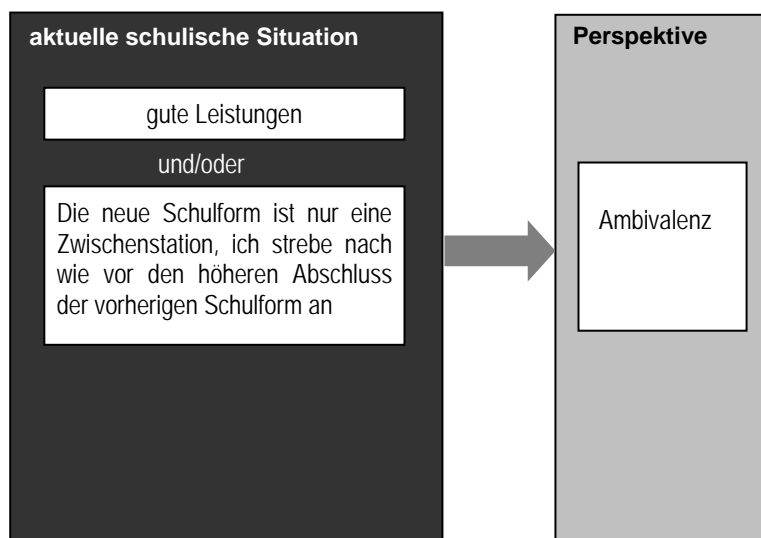 aktuelle schulische Situation
gute Leistungen
und/oder
Die neue Schulform ist nur eine
Zwischenstation, ich strebe nach
wie vor den höheren Abschluss
der vorherigen Schulform an
Perspektive
Ambivalenz